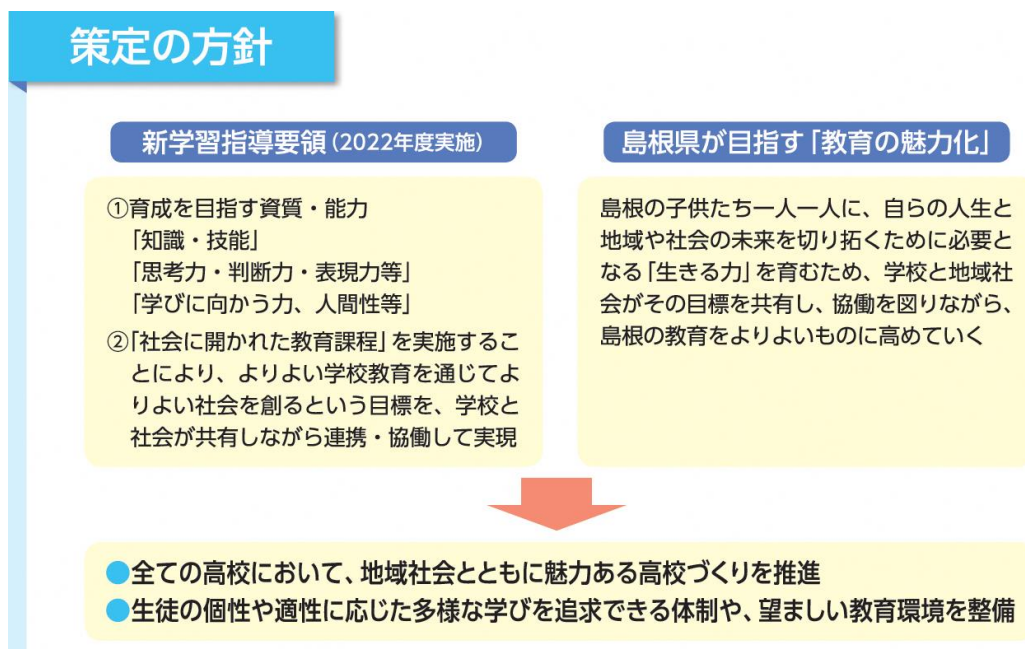 策定の方針
新学習指導要領(2022年度実施)
①育成を目指す資質・能力
「知識・技能」
「思考力・判断力・表現力等」
「学びに向かう力、人間性等」
②「社会に開かれた教育課程」を実施するこ
とにより、よりよい学校教育を通じてよ
りよい社会を創るという目標を、学校と
社会が共有しながら連携・協働して実現
島根県が目指す「教育の魅力化」
島根の子供たち一人一人に、自らの人生と
地域や社会の未来を切り拓くために必要と
なる「生きる力」を育むため、学校と地域社
会がその目標を共有し、協働を図りながら、
島根の教育をよりよいものに高めていく
●全ての高校において、地域社会とともに魅力ある高校づくりを推進
●生徒の個性や適性に応じた多様な学びを追求できる体制や、望ましい教育環境を整備